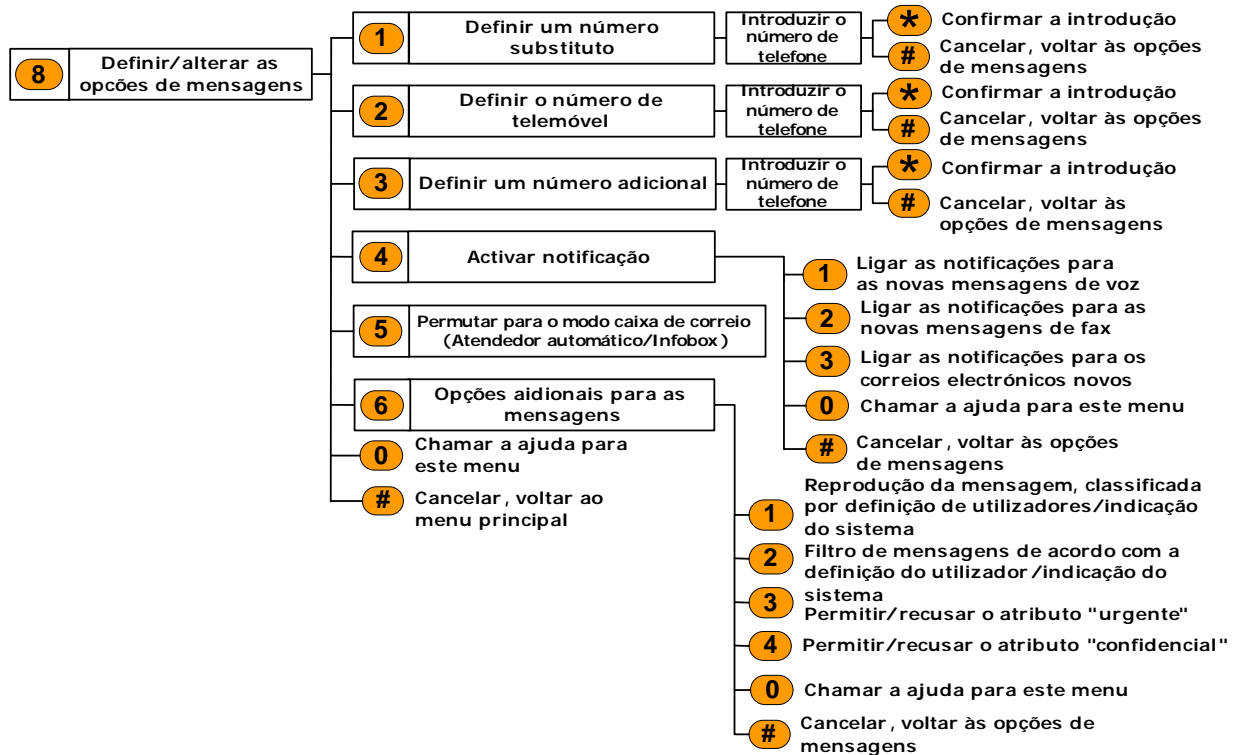 8
Definir/alterar as
opcões de mensagens
1
Definir um número
substituto
Introduzir o
número de
telefone
*
Confirmar a introdução
#
Cancelar, voltar às opções
de mensagens
2
Definir o número de
telemóvel
Introduzir o
número de
telefone
*
Confirmar a introdução
#
Cancelar, voltar às opções
de mensagens
3
Definir um número adicional
Introduzir o
número de
telefone
*
Confirmar a introdução
#
Cancelar, voltar às
opções de mensagens
4
Activar notificação
1
Ligar as notificações para
as novas mensagens de voz
2
Ligar as notificações para as
novas mensagens de fax
3
Ligar as notificações para os
correios electrónicos novos
0
Chamar a ajuda para este menu
#
Cancelar, voltar às opções
de mensagens
5
Permutar para o modo caixa de correio
(Atendedor automático/Infobox)
6
Opções aidionais para as
mensagens
1
Reprodução da mensagem, classificada
por definição de utilizadores/indicação
do sistema
2
Filtro de mensagens de acordo com a
definição do utilizador/indicação do
sistema
3
Permitir/recusar o atributo "urgente"
4
Permitir/recusar o atributo "confidencial"
0
Chamar a ajuda para este menu
#
Cancelar, voltar às opções de
mensagens
0
Chamar a ajuda para
este menu
#
Cancelar, voltar ao
menu principal